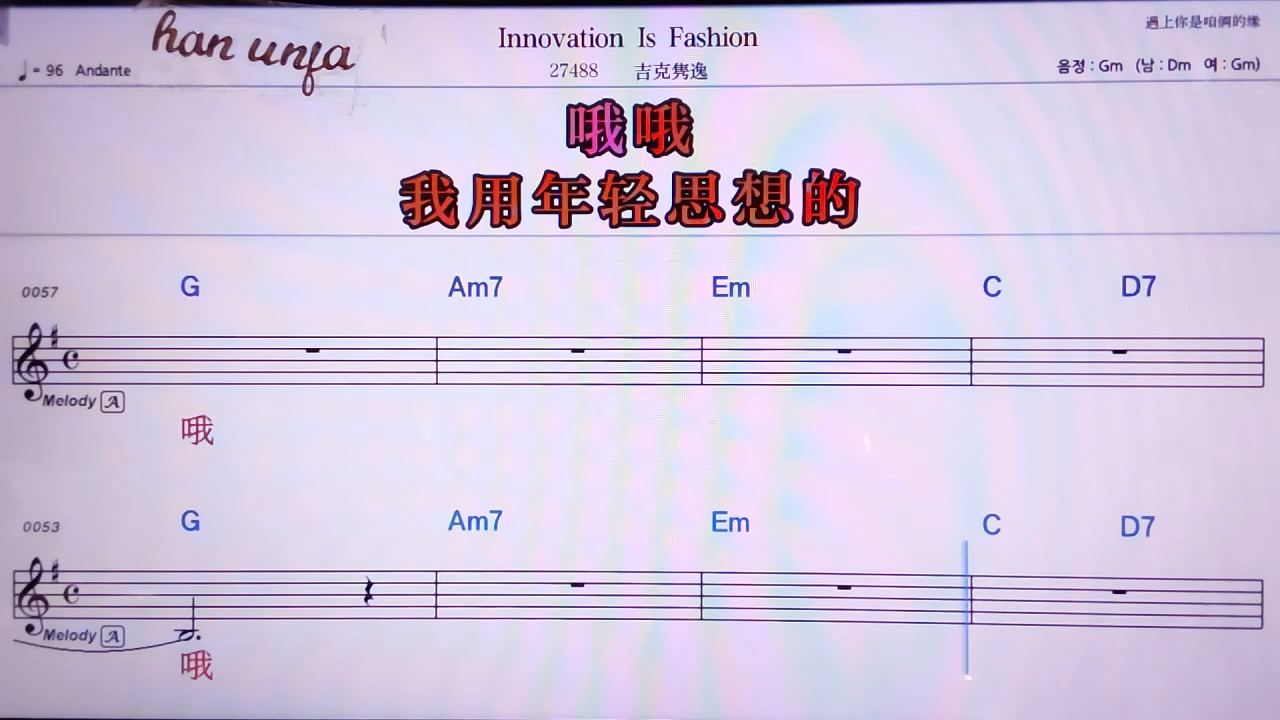 han unfa
Innovation Is Fashion
遇上你是咱倆的缘
= 96 Andante
27488 吉克隽逸
음정 : Gm (남 : Dm 여 : Gm)
哦哦
我用年轻思想的
0057 G Am7 Em C D7
Melody A
哦
0053 G Am7 Em C D7
Melody A
哦